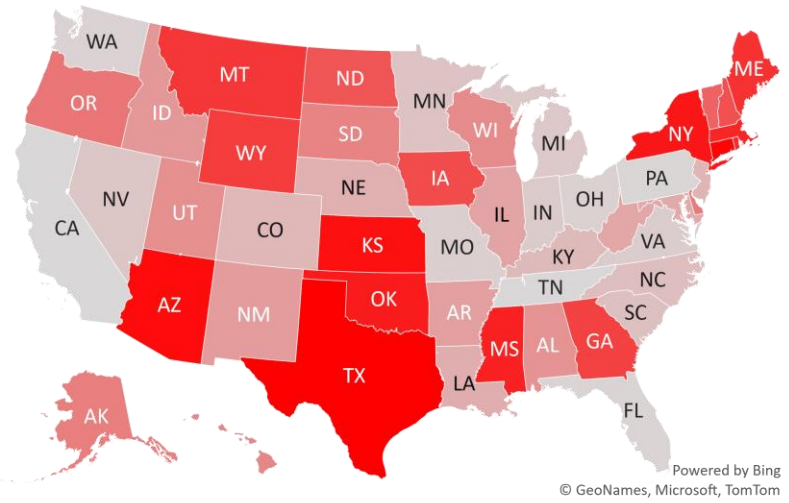 WA
MT
ND
ME
OR
ID
MN
SD
WI
NY
WY
MI
IA
PA
NE
NV
IL
IN
OH
UT
CO
CA
KS
MO
KY
VA
TN
NC
AZ
NM
OK
AR
SC
MS
AL
GA
TX
LA
FL
AK
Powered by Bing
© GeoNames, Microsoft, TomTom